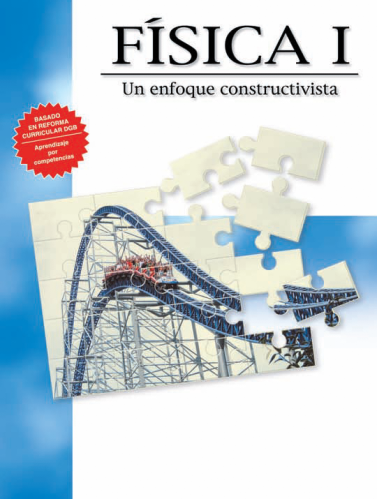 FÍSICA I
Un enfoque constructivista
BASADO
EN REFORMA
CURRICULAR DGB
Aprendizaje
por
competencias